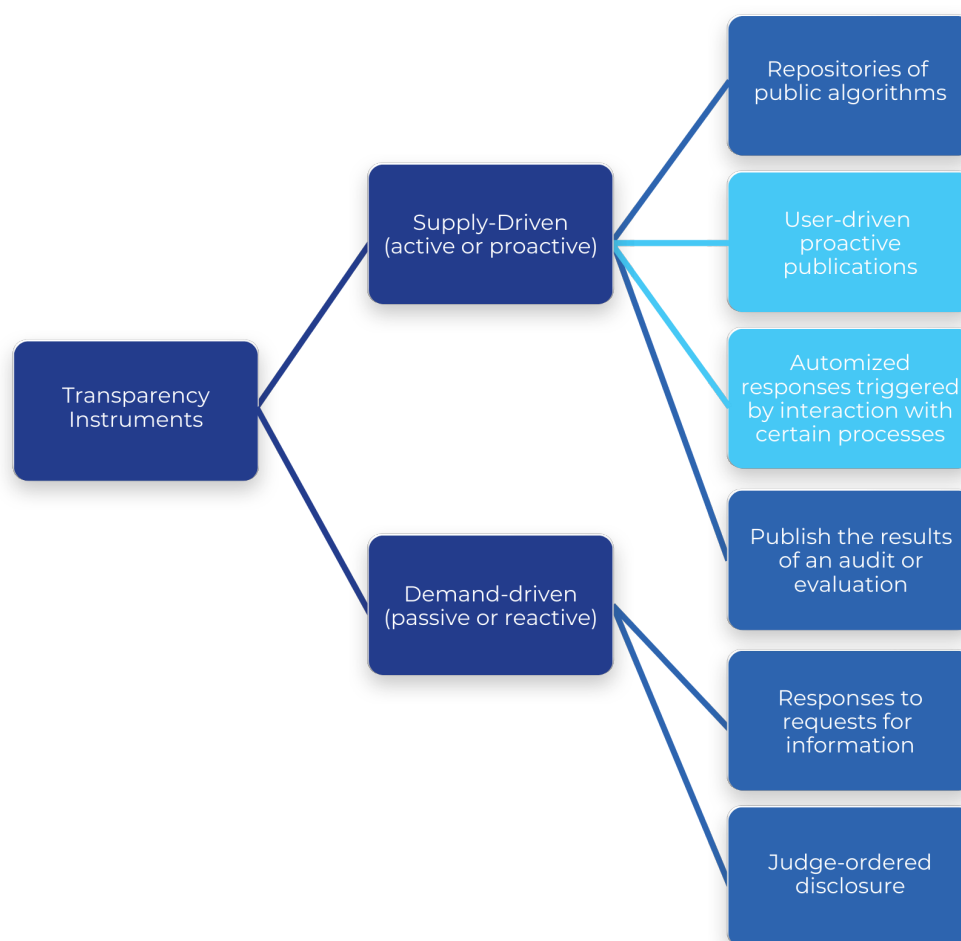 Transparency
Instruments
Supply-Driven
(active or proactive)
Demand-driven
(passive or reactive)
Repositories of
public algorithms
User-driven
proactive
publications
Automized
responses triggered
by interaction with
certain processes
Publish the results
of an audit or
evaluation
Responses to
requests for
information
Judge-ordered
disclosure